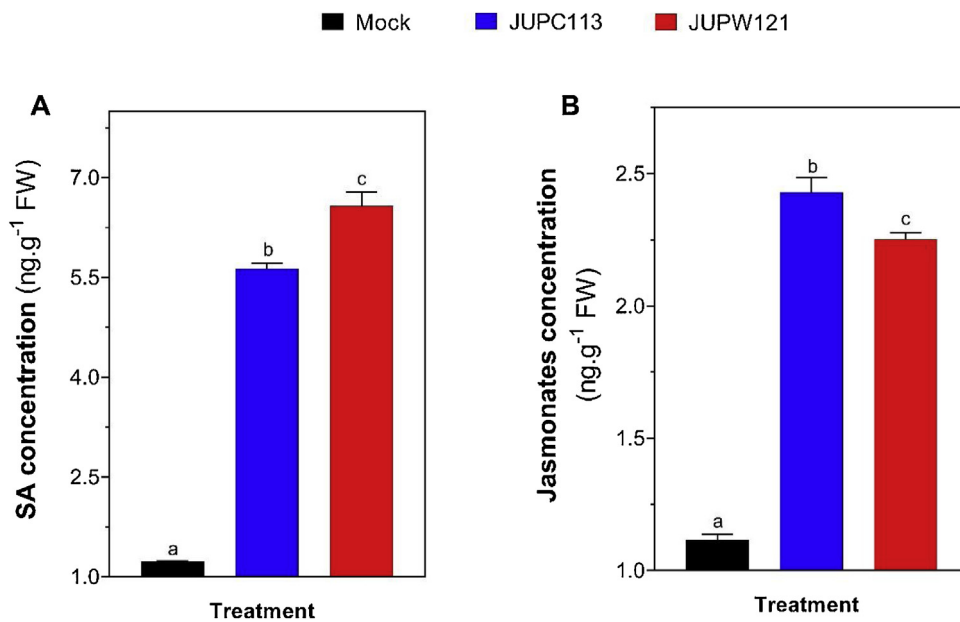 Mock JUPC113 JUPW121
A
SA concentration (ng.g⁻¹ FW)
7.0
5.5
4.0
2.5
1.0
a
b
c
Treatment
B
Jasmonates concentration
(ng.g⁻¹ FW)
2.5
2.0
1.5
1.0
a
b
c
Treatment